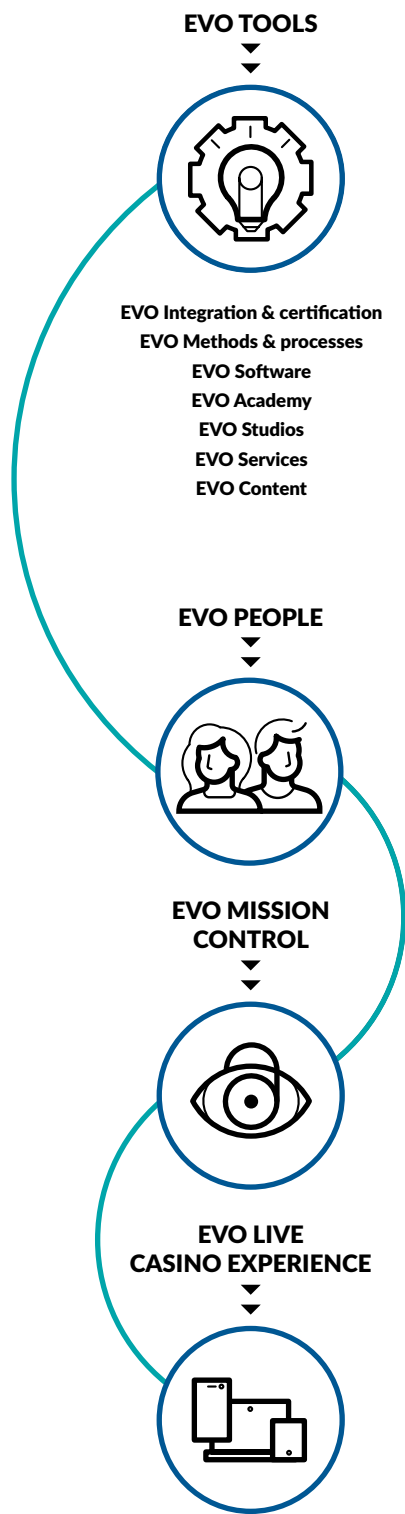 EVO TOOLS
EVO Integration & certification
EVO Methods & processes
EVO Software
EVO Academy
EVO Studios
EVO Services
EVO Content
EVO PEOPLE
EVO MISSION
CONTROL
EVO LIVE
CASINO EXPERIENCE